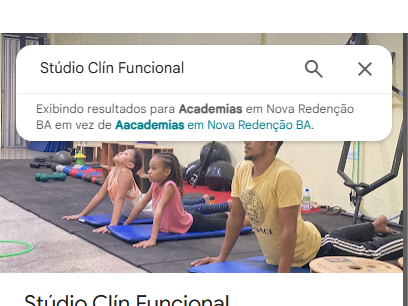 Stúdio Clín Funcional
Exibindo resultados para Academias em Nova Redenção
BA em vez de Aacademias em Nova Redenção BA.
Stúdio Clín Funcional